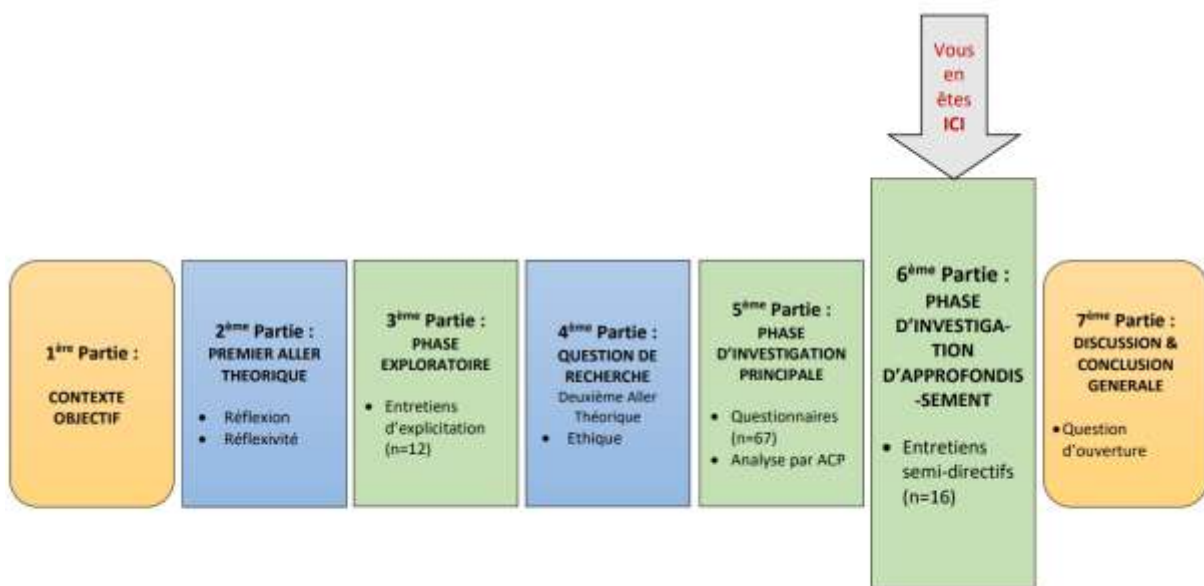 Vous
en
êtes
ICI
1ère Partie :
CONTEXTE
OBJECTIF
2ème Partie :
PREMIER ALLER
THEORIQUE
• Réflexion
• Réflexivité
3ème Partie :
PHASE
EXPLORATOIRE
• Entretiens
d'explicitation
(n=12)
4ème Partie :
QUESTION DE
RECHERCHE
Deuxième Aller
Théorique
• Ethique
5ème Partie :
PHASE
D'INVESTIGATION
PRINCIPALE
• Questionnaires
(n=67)
• Analyse par ACP
6ème Partie :
PHASE
D'INVESTIGA-
TION
D'APPROFONDIS
-SEMENT
• Entretiens
semi-directifs
(n=16)
7ème Partie :
DISCUSSION &
CONCLUSION
GENERALE
•Question
d'ouverture